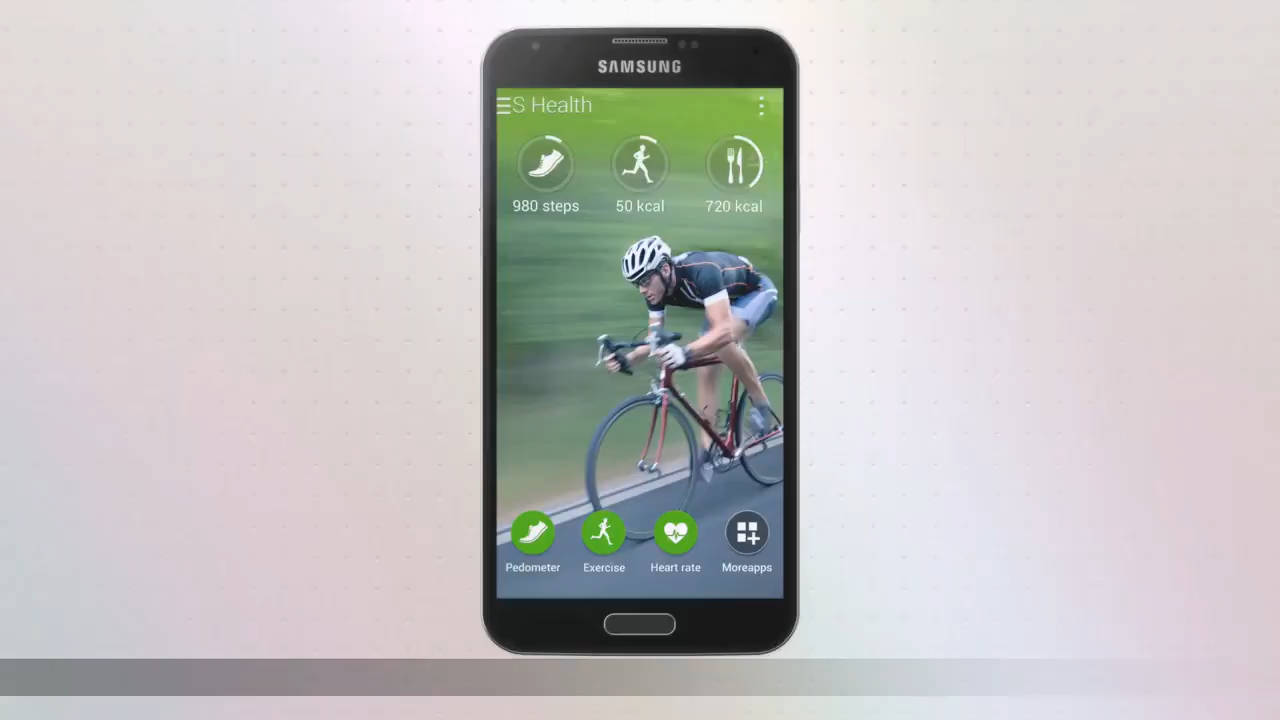 SAMSUNG
S Health
980 steps
50 kcal
720 kcal
Pedometer
Exercise
Heart rate
Moreapps